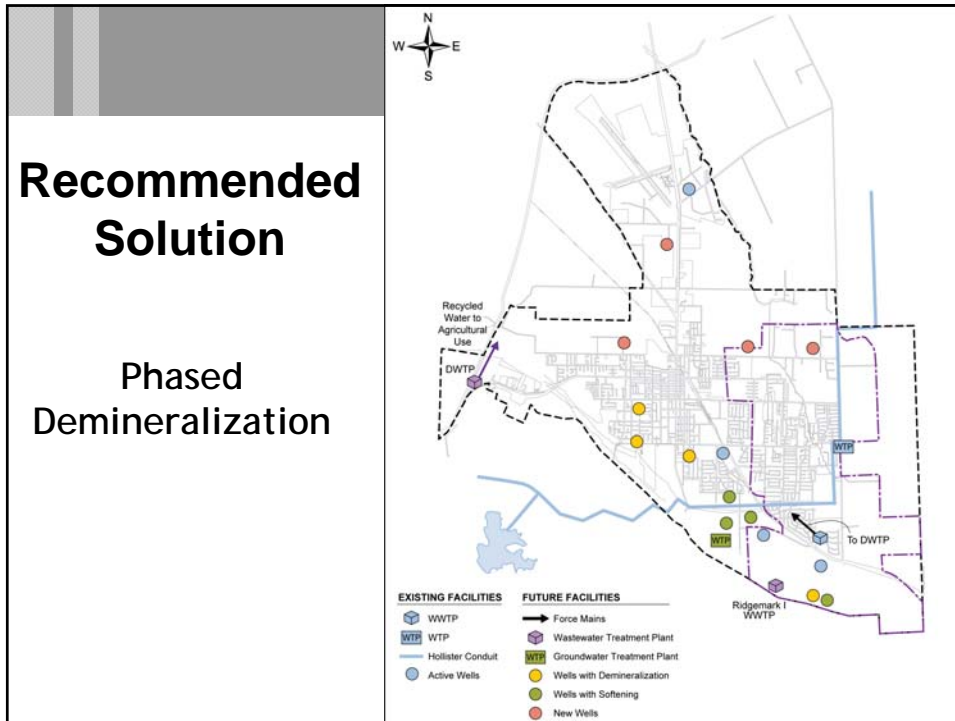 Recommended
Solution
Phased
Demineralization
N
W
E
S
Recycled
Water to
Agricultural
Use
DWTP
WTP
WTP
To DWTP
Ridgemark I
WWTP
EXISTING FACILITIES
WWTP
WTP
Hollister Conduit
Active Wells
FUTURE FACILITIES
Force Mains
Wastewater Treatment Plant
WTP
Groundwater Treatment Plant
Wells with Demineralization
Wells with Softening
New Wells